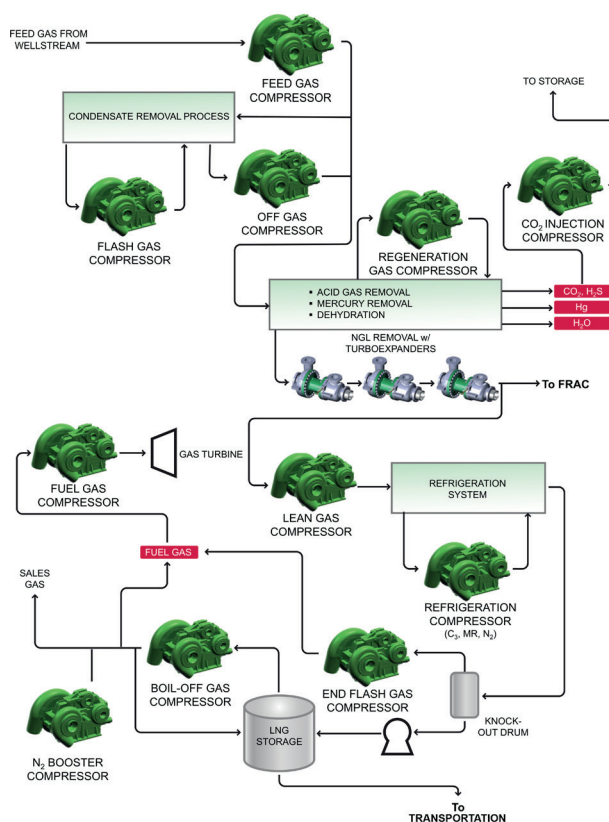 FEED GAS FROM
WELLSTREAM
FEED GAS
COMPRESSOR
TO STORAGE
CONDENSATE REMOVAL PROCESS
FLASH GAS
COMPRESSOR
OFF GAS
COMPRESSOR
REGENERATION
GAS COMPRESSOR
CO₂ INJECTION
COMPRESSOR
▪ ACID GAS REMOVAL
▪ MERCURY REMOVAL
▪ DEHYDRATION
CO₂, H²S
Hg
H₂O
NGL REMOVAL w/
TURBOEXPANDERS
To FRAC
FUEL GAS
COMPRESSOR
GAS TURBINE
LEAN GAS
COMPRESSOR
REFRIGERATION
SYSTEM
REFRIGERATION
COMPRESSOR
(C₃, MR, N₂)
FUEL GAS
SALES
GAS
BOIL-OFF GAS
COMPRESSOR
END FLASH GAS
COMPRESSOR
KNOCK-
OUT DRUM
LNG
STORAGE
N₂ BOOSTER
COMPRESSOR
To
TRANSPORTATION